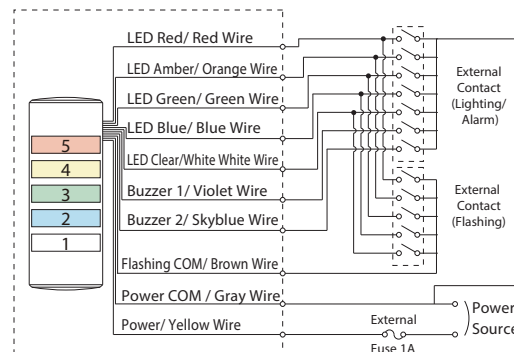 LED Red/ Red Wire
LED Amber/ Orange Wire
LED Green/ Green Wire
LED Blue/ Blue Wire
LED Clear/White White Wire
Buzzer 1/ Violet Wire
Buzzer 2/ Skyblue Wire
Flashing COM/ Brown Wire
Power COM / Gray Wire
Power/ Yellow Wire
5
4
3
2
1
External
Contact
(Lighting/
Alarm)
External
Contact
(Flashing)
External
Fuse 1A
Power
Source